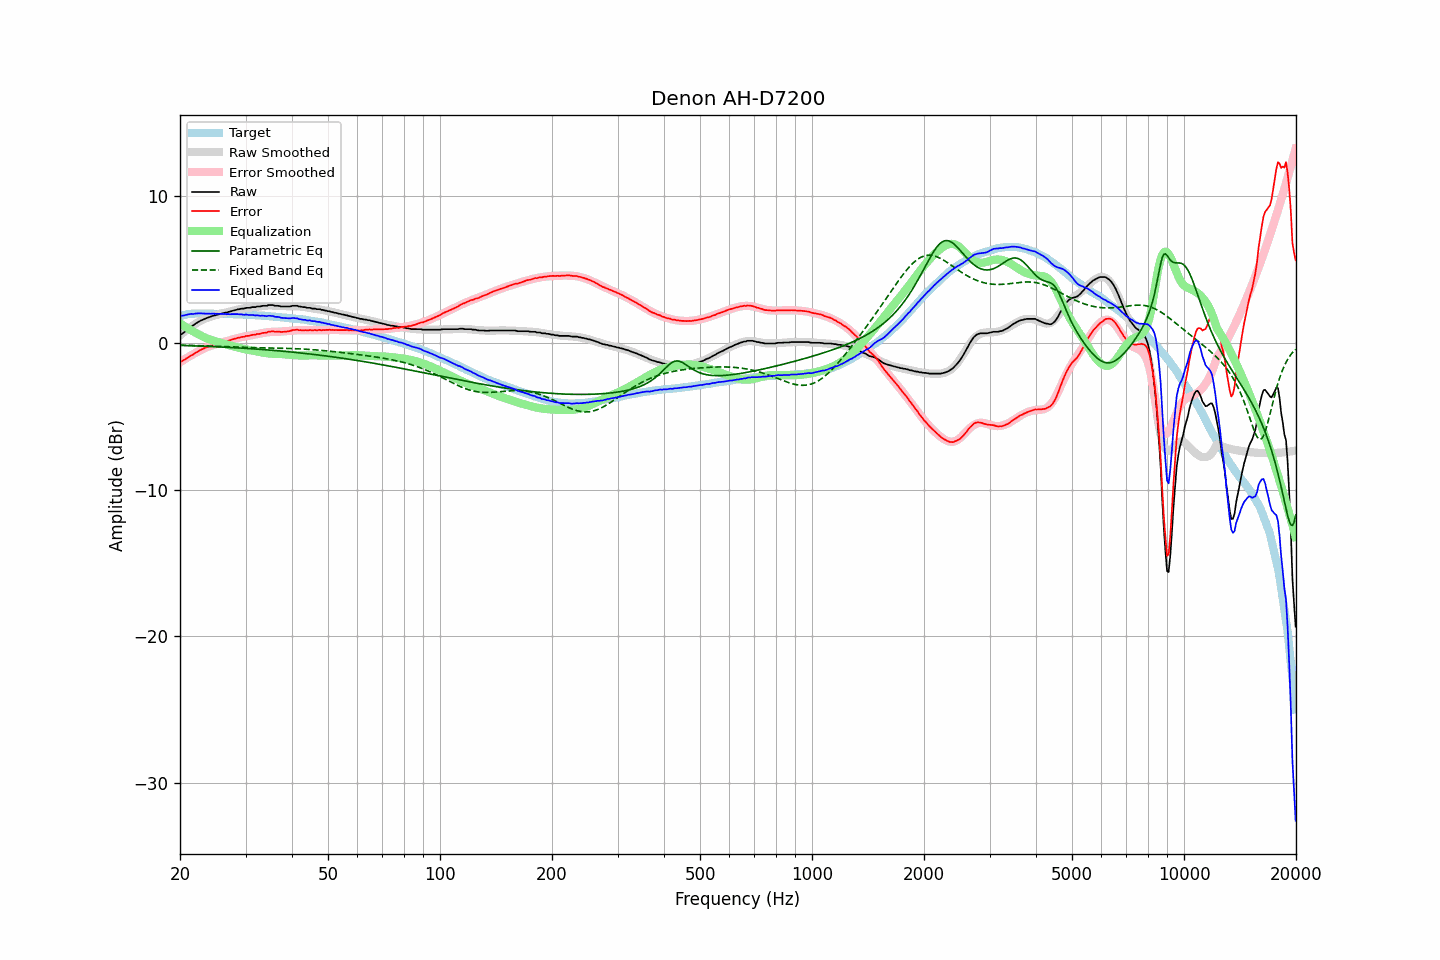 Denon AH-D7200
Target
Raw Smoothed
Error Smoothed
Raw
Error
Equalization
Parametric Eq
Fixed Band Eq
Equalized
10
0
−10
−20
−30
Amplitude (dBr)
20
50
100
200
500
1000
2000
5000
10000
20000
Frequency (Hz)